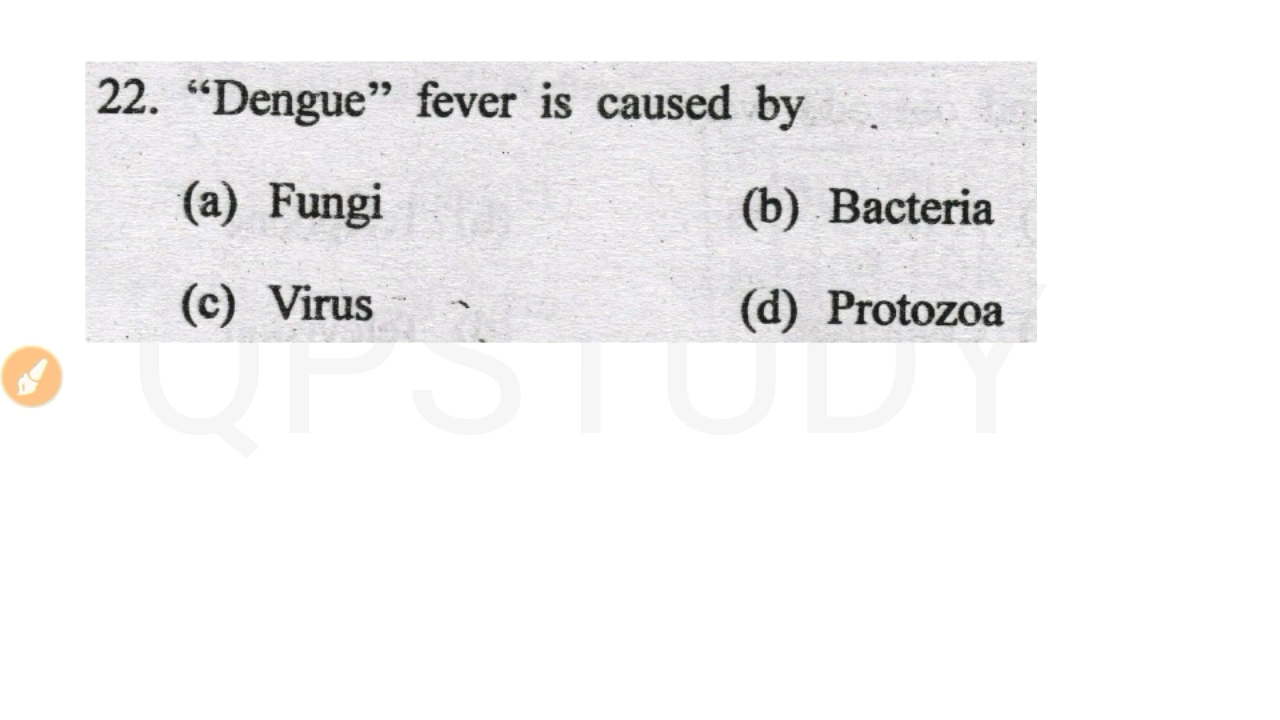 22. “Dengue” fever is caused by
(a) Fungi (b) Bacteria
(c) Virus (d) Protozoa
QPSTUDY